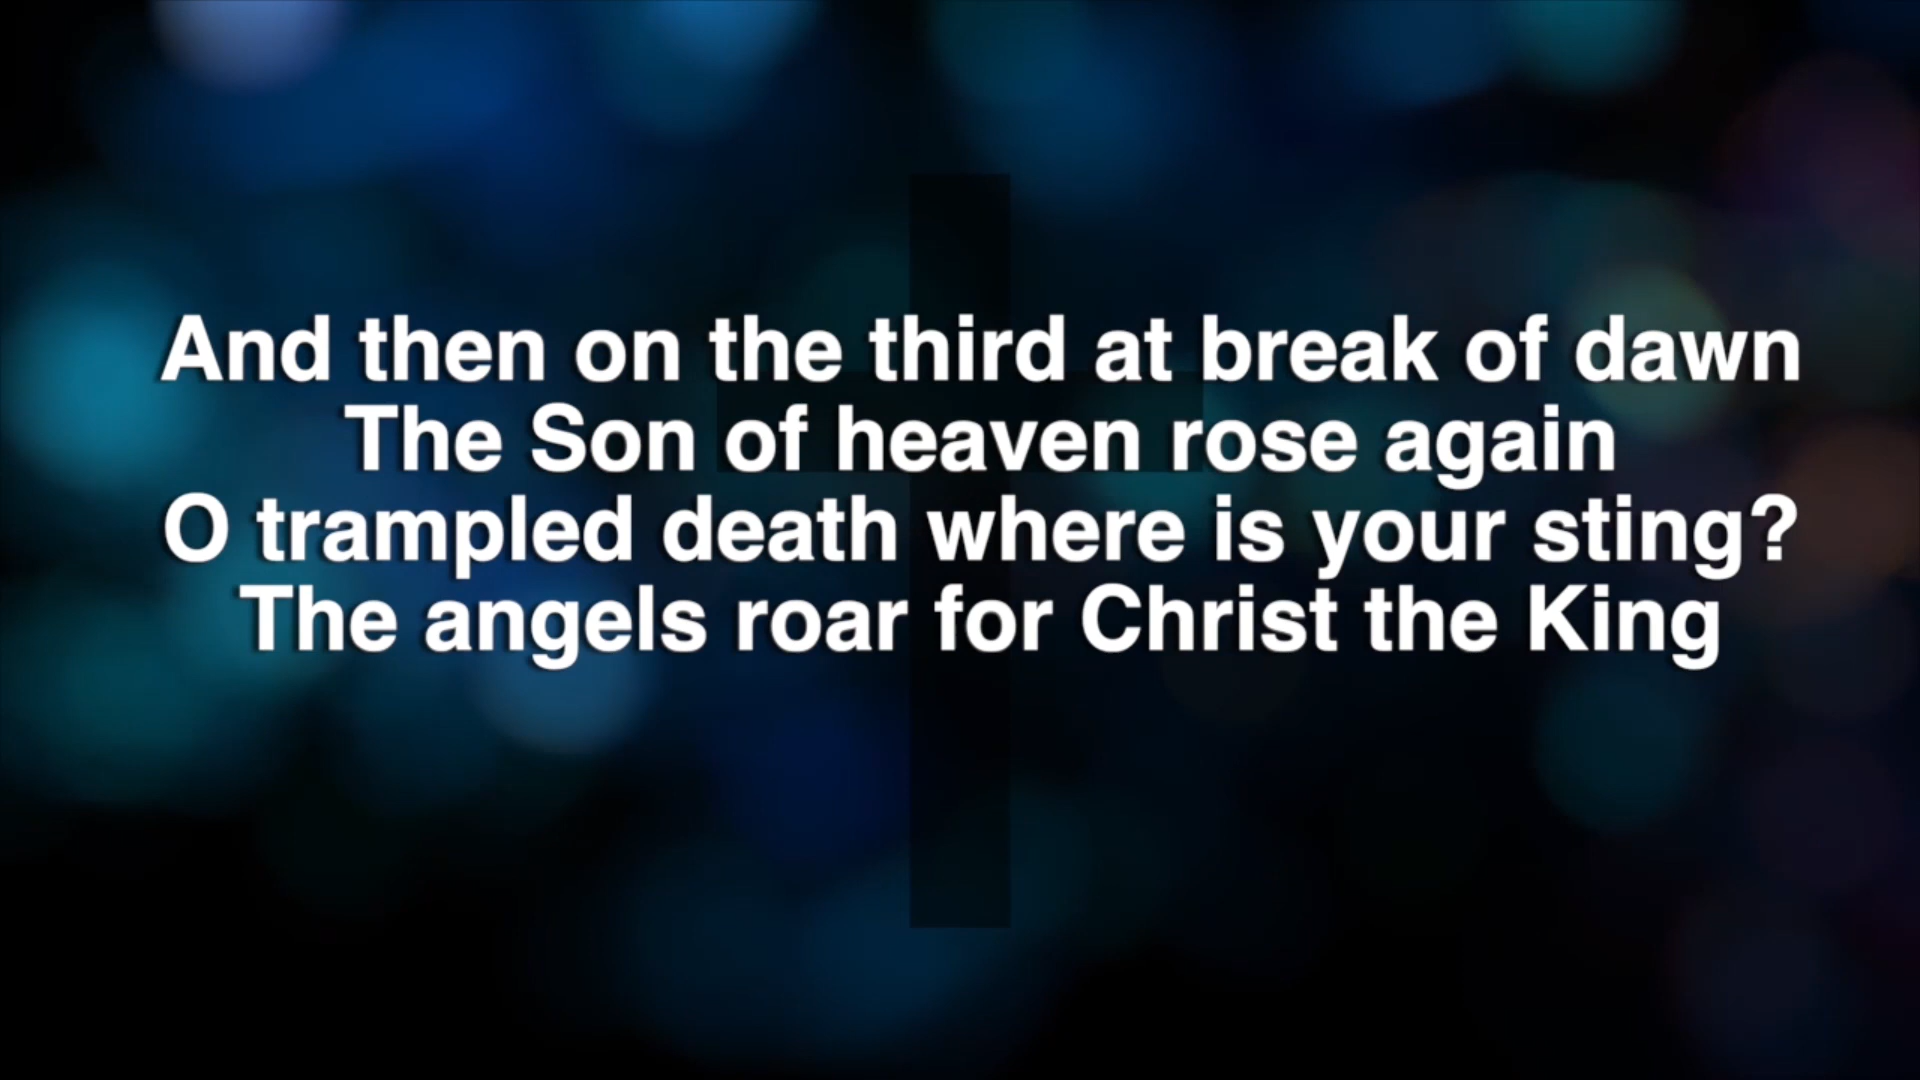 And then on the third at break of dawn
The Son of heaven rose again
O trampled death where is your sting?
The angels roar for Christ the King